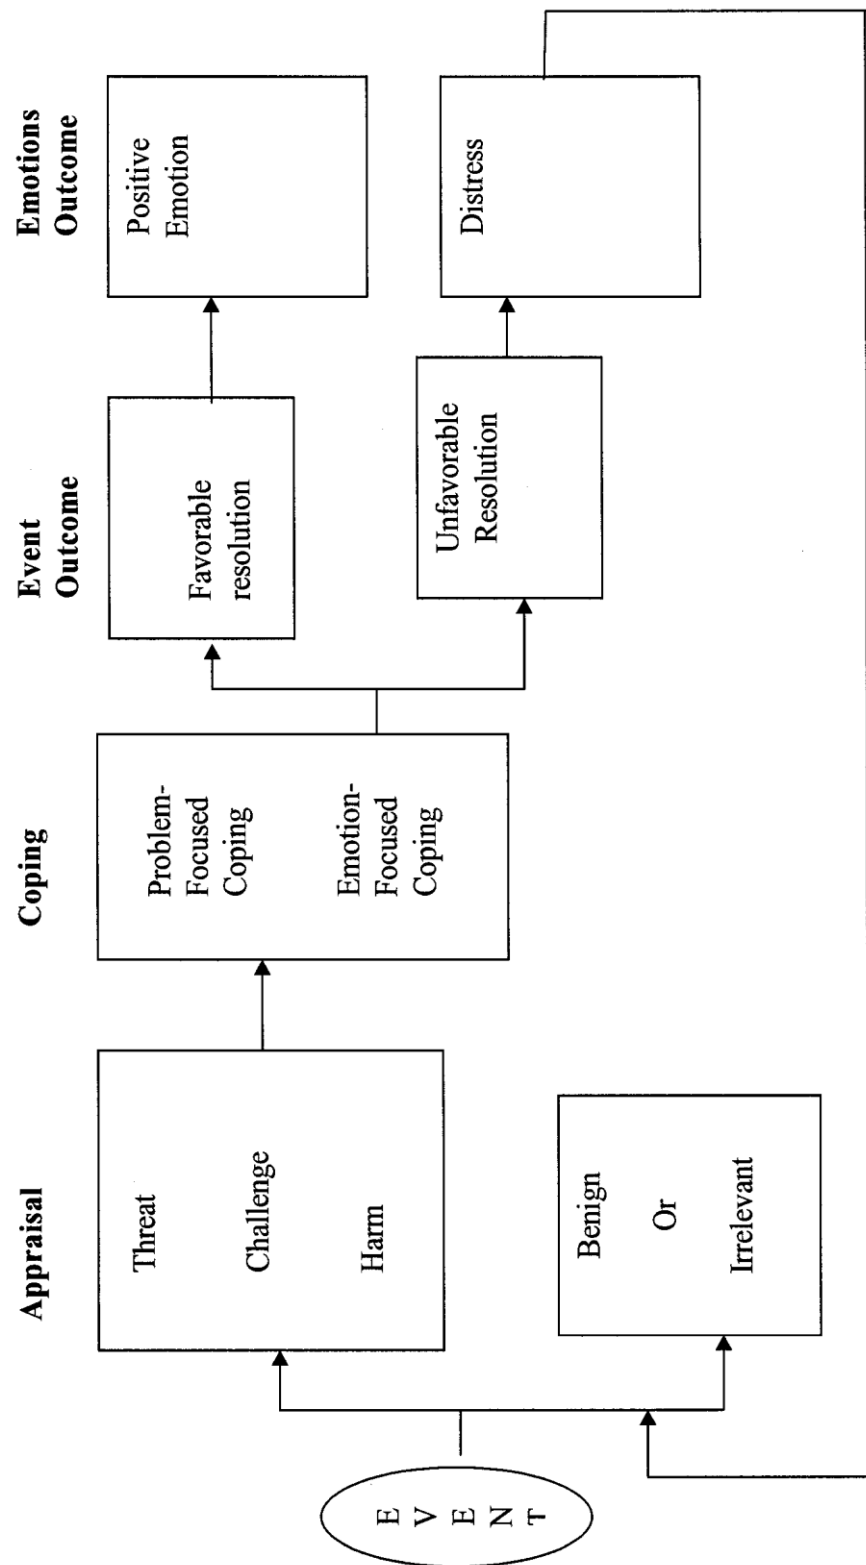 Appraisal
Coping
Event
Outcome
Emotions
Outcome
E
V
E
N
T
Threat
Challenge
Harm
Benign
Or
Irrelevant
Problem-
Focused
Coping
Emotion-
Focused
Coping
Favorable
resolution
Unfavorable
Resolution
Positive
Emotion
Distress